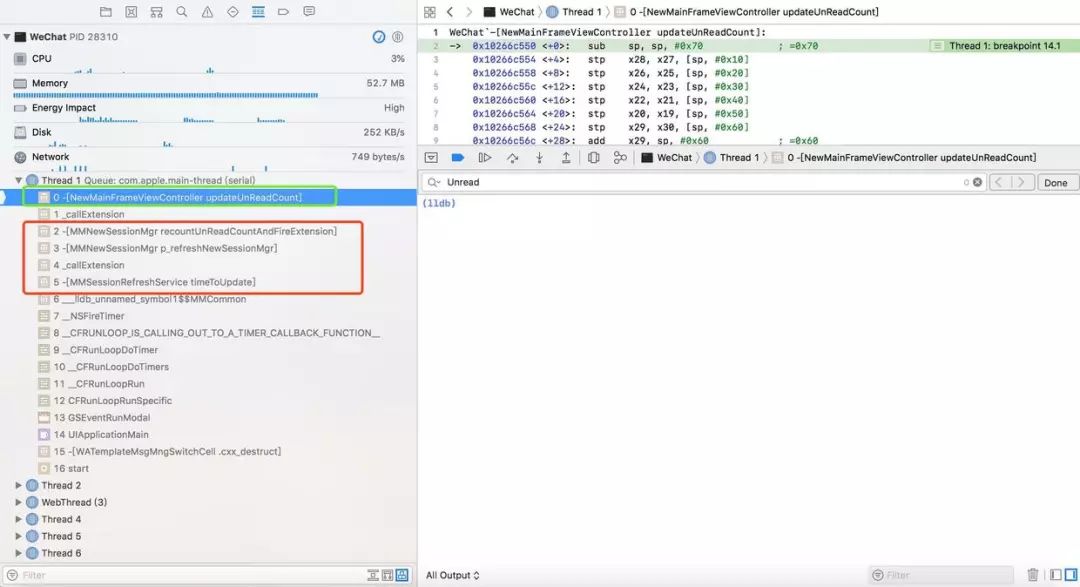 WeChat PID 28310
CPU 3%
Memory 52.7 MB
Energy Impact High
Disk 252 KB/s
Network 749 bytes/s
Thread 1 Queue: com.apple.main-thread (serial)
0 -[NewMainFrameViewController updateUnReadCount]
1 _callExtension
2 -[MMNewSessionMgr recountUnReadCountAndFireExtension]
3 -[MMNewSessionMgr p_refreshNewSessionMgr]
4 _callExtension
5 -[MMSessionRefreshService timeToUpdate]
6 ___lldb_unnamed_symbol1$$MMCommon
7 __NSFireTimer
8 __CFRUNLOOP_IS_CALLING_OUT_TO_A_TIMER_CALLBACK_FUNCTION__
9 __CFRunLoopDoTimer
10 __CFRunLoopDoTimers
11 __CFRunLoopRun
12 CFRunLoopRunSpecific
13 GSEventRunModal
14 UIApplicationMain
15 -[WATemplateMsgMngSwitchCell .cxx_destruct]
16 start
Thread 2
WebThread (3)
Thread 4
Thread 5
Thread 6
Filter
WeChat Thread 1 0 -[NewMainFrameViewController updateUnReadCount]
1 WeChat`-[NewMainFrameViewController updateUnReadCount]:
2 -> 0x10266c550 <+0>: sub sp, sp, #0x70 ; =0x70 Thread 1: breakpoint 14.1
3 0x10266c554 <+4>: stp x28, x27, [sp, #0x10]
4 0x10266c558 <+8>: stp x26, x25, [sp, #0x20]
5 0x10266c55c <+12>: stp x24, x23, [sp, #0x30]
6 0x10266c560 <+16>: stp x22, x21, [sp, #0x40]
7 0x10266c564 <+20>: stp x20, x19, [sp, #0x50]
8 0x10266c568 <+24>: stp x29, x30, [sp, #0x60]
9 0x10266c56c <+28>: add x29, sp, #0x60 ; =0x60
WeChat Thread 1 0 -[NewMainFrameViewController updateUnReadCount]
Unread 0 Done
(lldb)
All Output Filter